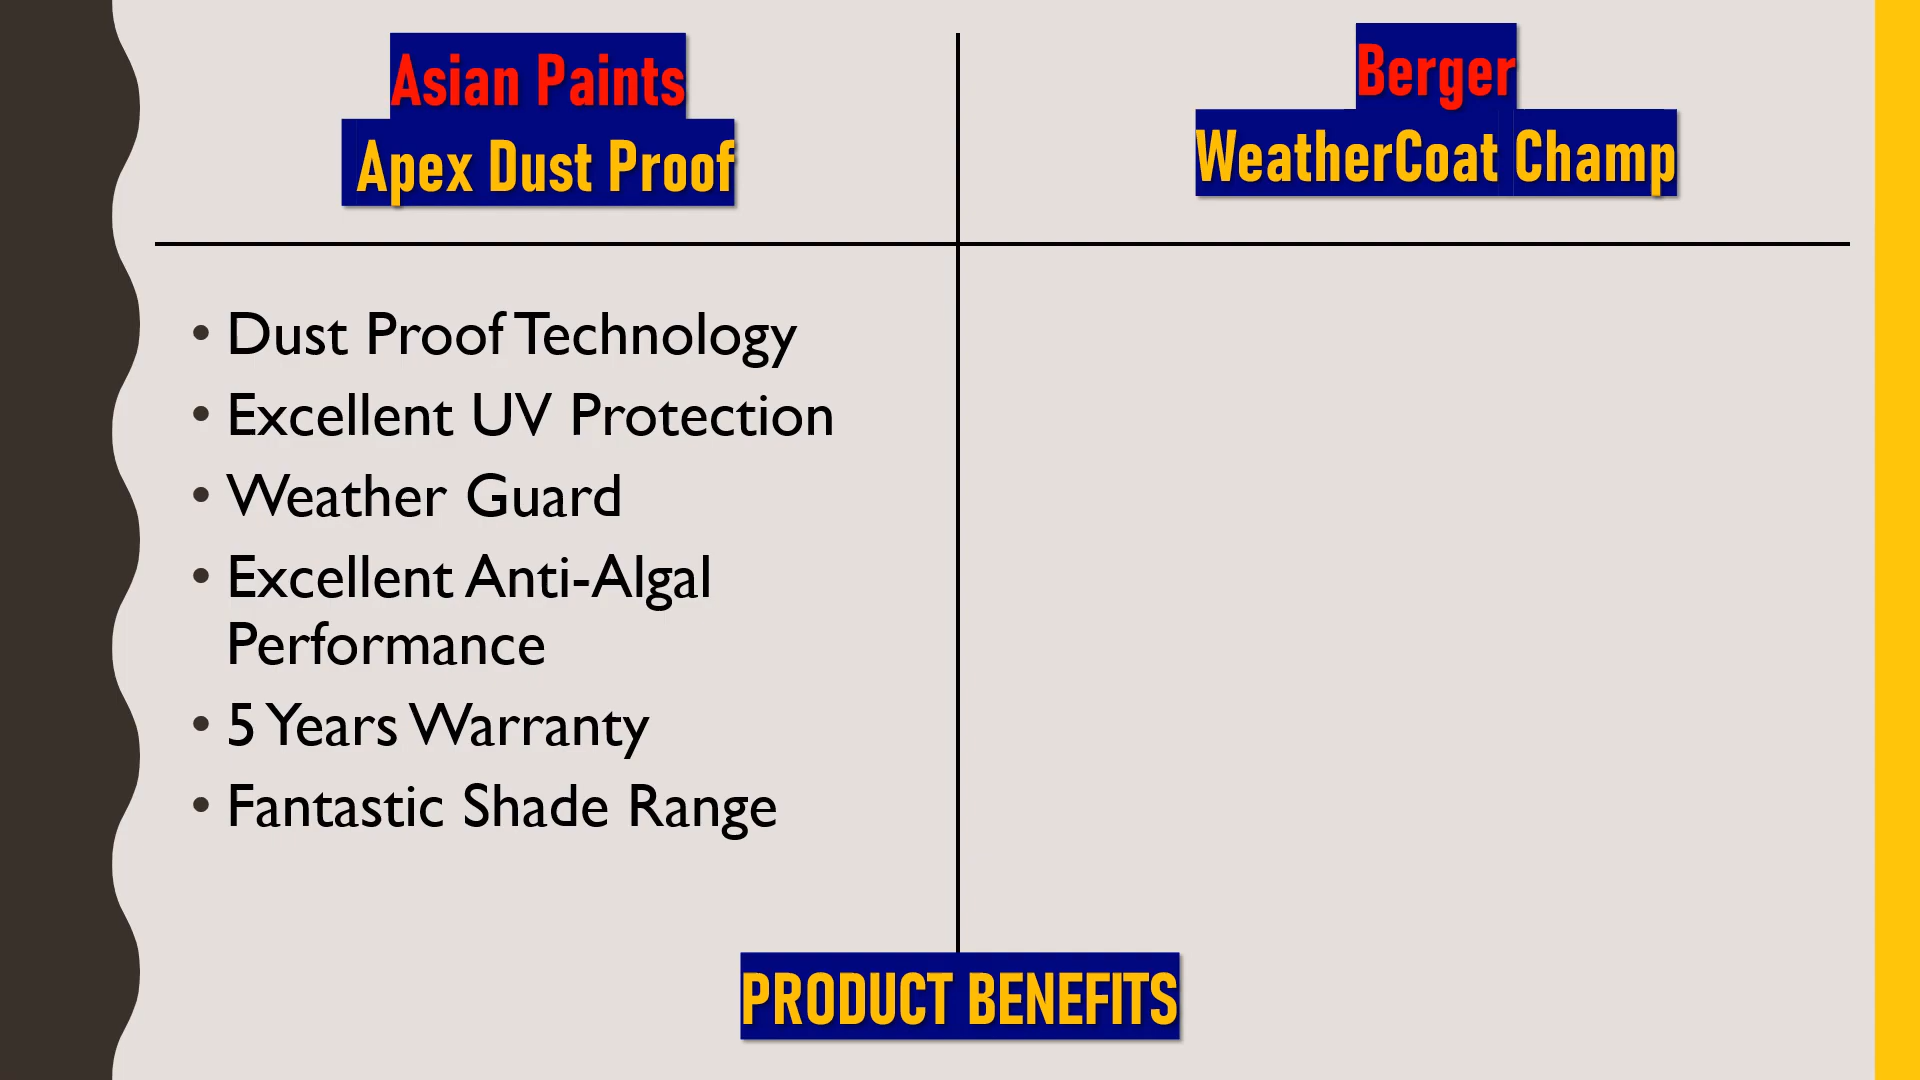 Asian Paints
Apex Dust Proof
Berger
WeatherCoat Champ
• Dust Proof Technology
• Excellent UV Protection
• Weather Guard
• Excellent Anti-Algal
Performance
• 5 Years Warranty
• Fantastic Shade Range
PRODUCT BENEFITS